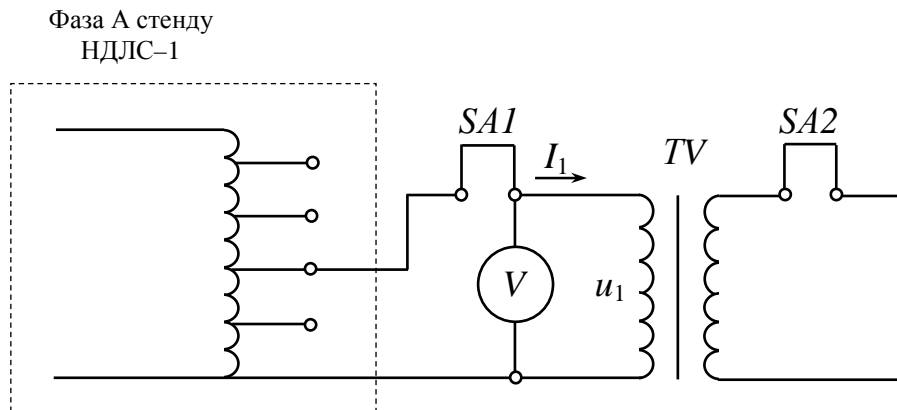 Фаза А стенду
НДЛС–1
SA1
I1
TV
SA2
V
u1